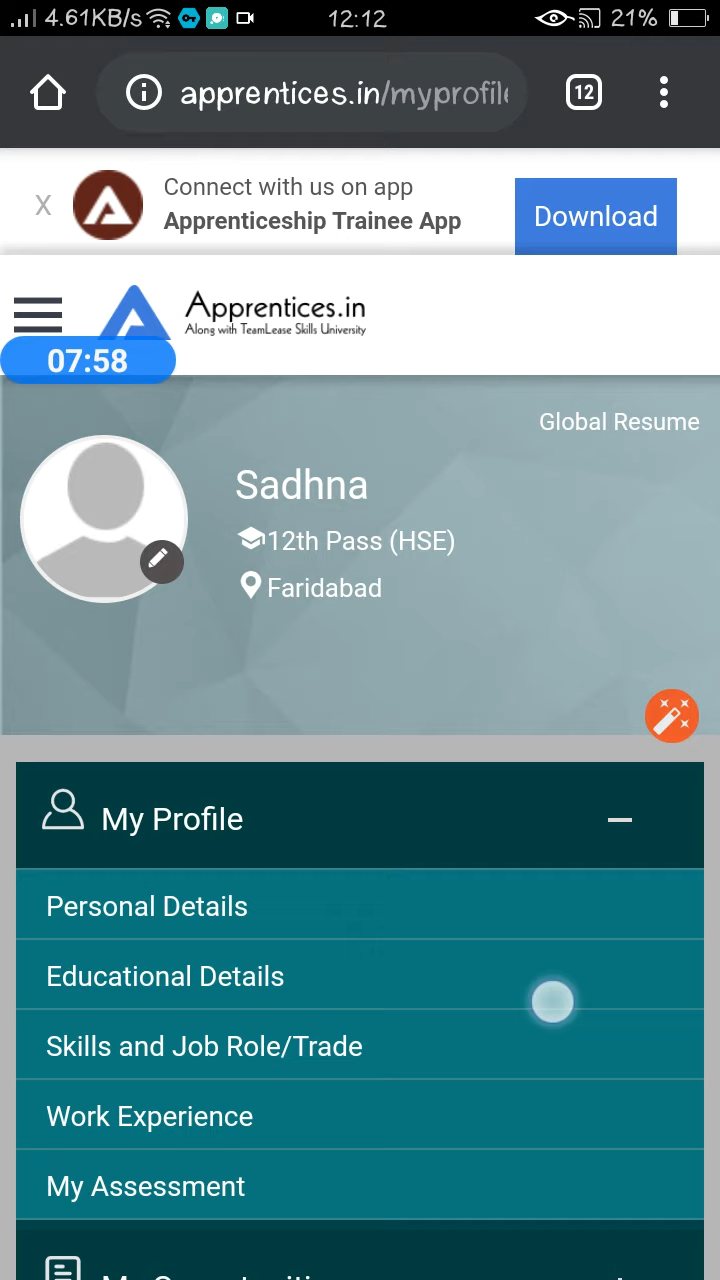 4.61KB/s 12:12 21%
apprentices.in/myprofile
12
X
Connect with us on app
Apprenticeship Trainee App
Download
Apprentices.in
Along with TeamLease Skills University
07:58
Global Resume
Sadhna
12th Pass (HSE)
Faridabad
My Profile
Personal Details
Educational Details
Skills and Job Role/Trade
Work Experience
My Assessment